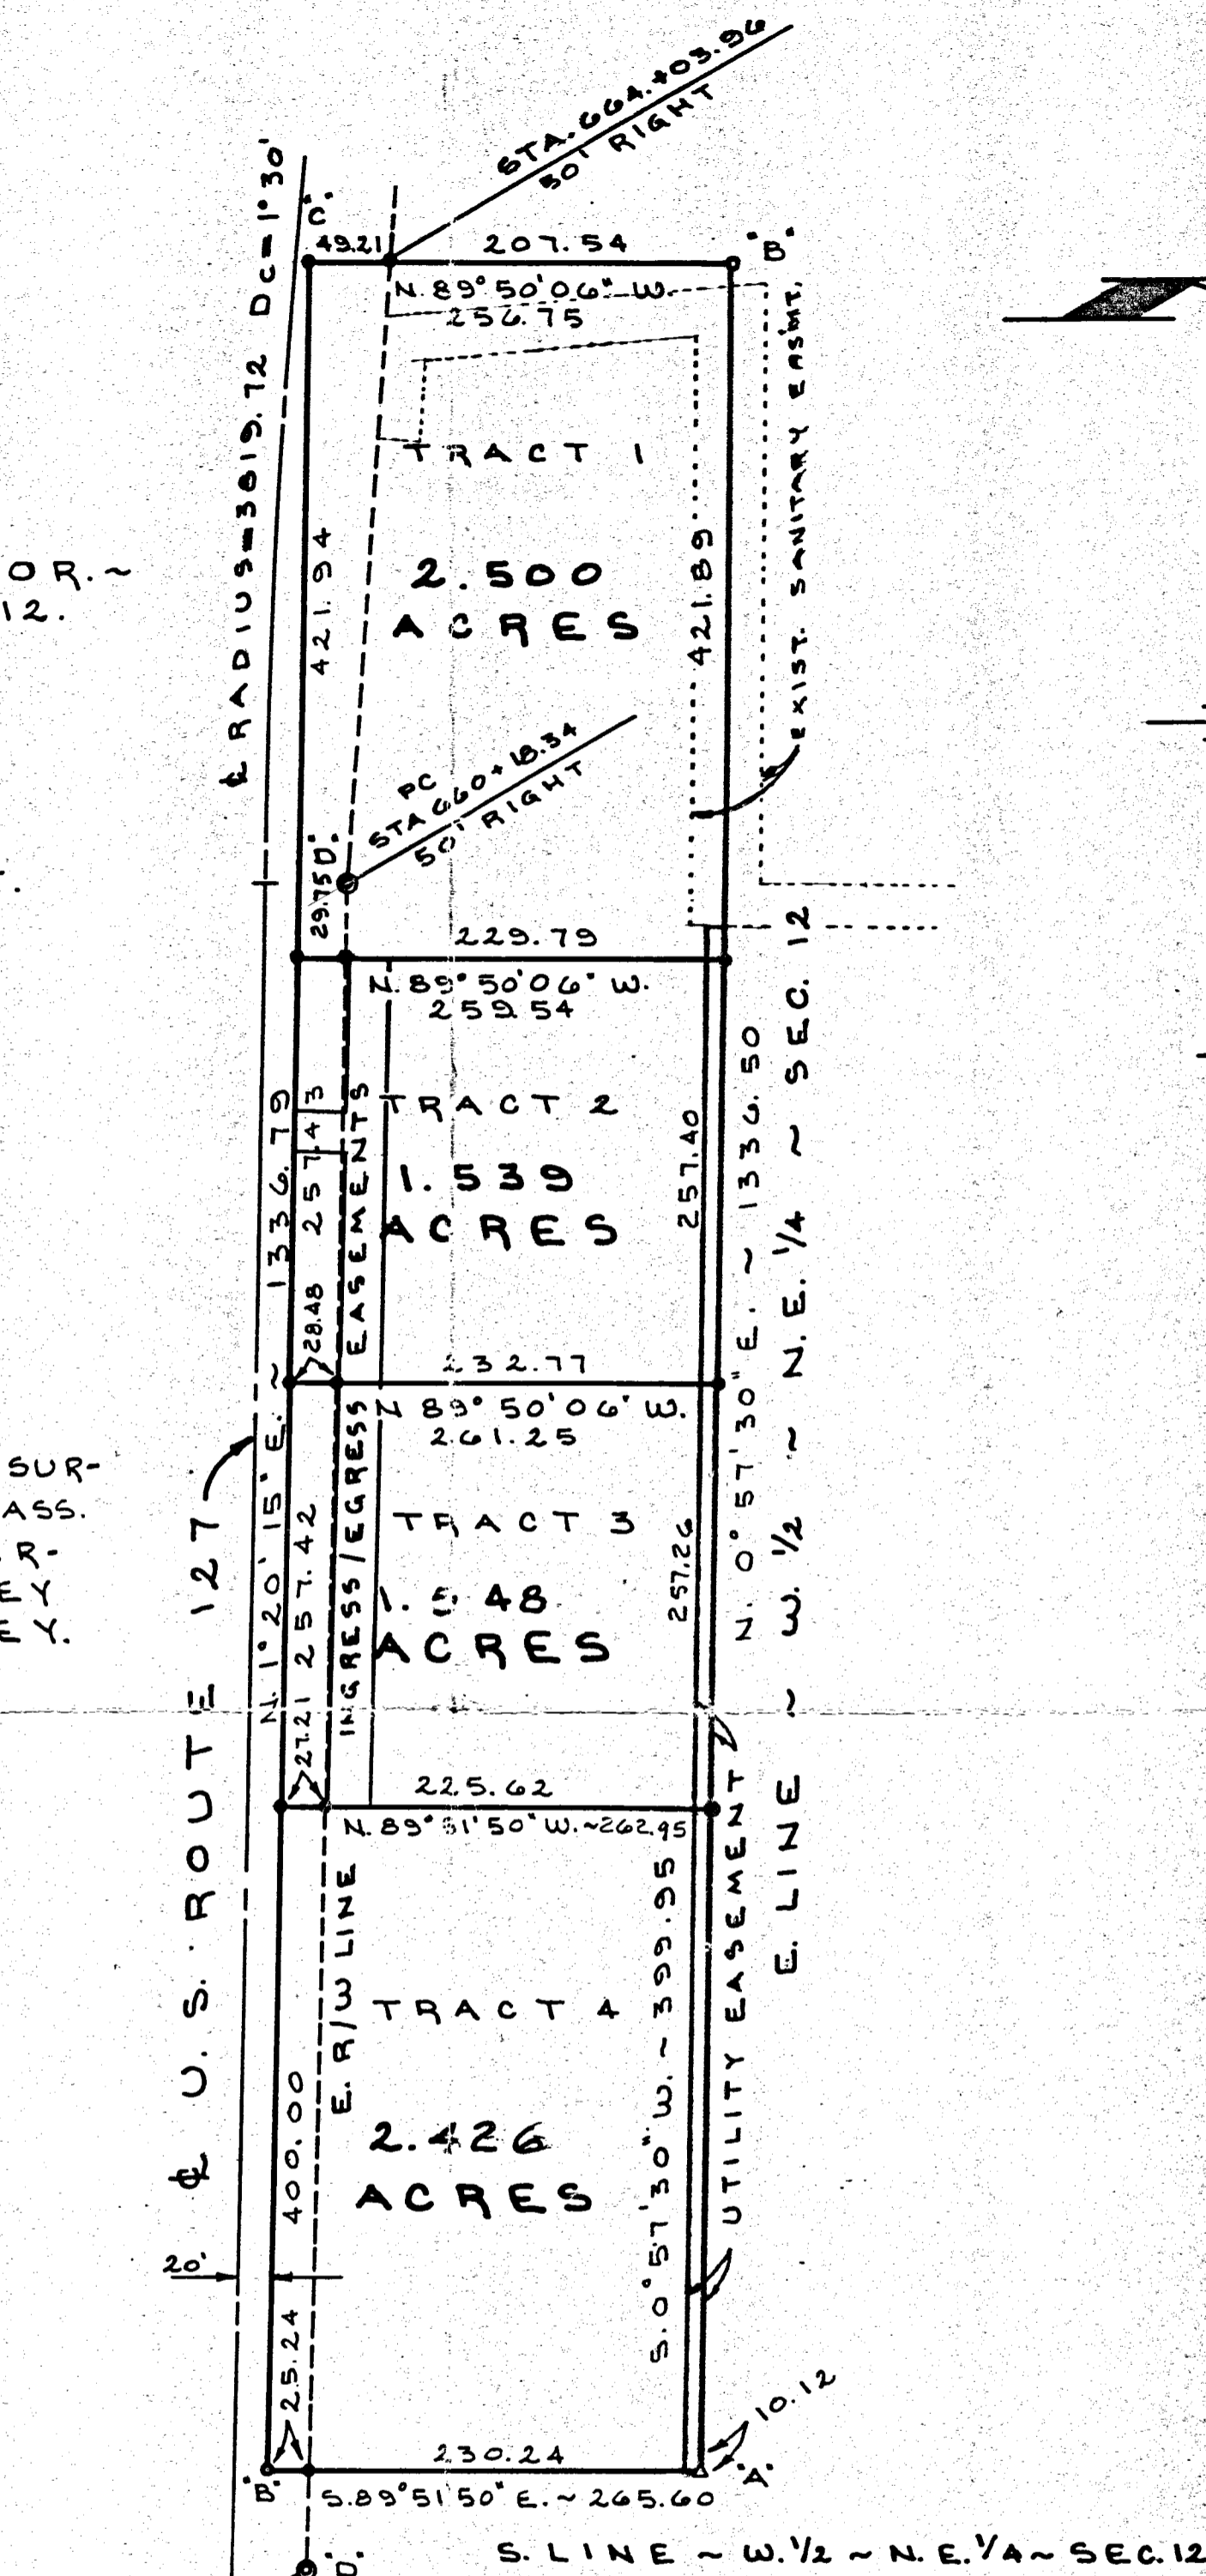 STA. 664.+03.96
50' RIGHT
"C"
49.21
207.54
"B"
N. 89° 50' 06" W.
256.75
℄ RADIUS=3819.72 Dc=1°30'
EXIST. SANITARY EASMT.
TRACT 1
421.94
421.89
2.500
ACRES
O R. ~
12.
PC
STA 660+18.34
50' RIGHT
"D"
29.75
229.79
N. 89° 50' 06" W.
259.54
TRACT 2
257.43
257.40
1.539
ACRES
28.48
232.77
N 89° 50' 06" W.
261.25
TRACT 3
257.42
257.26
ACRES
27.21
INGRESS/EGRESS EASEMENTS
225.62
N. 89° 51' 50" W. ~262.95
SUR-
ASS.
R-
EY
EY.
N. 1° 20' 15" E. ~ 1336.79
N. 0° 57' 30" E. ~ 1336.50
E. LINE ~ W. 1/2 ~ N. E. 1/4 ~ SEC. 12
℄ U.S. ROUTE 127
E. R/W LINE
TRACT 4
400.00
S. 0° 57' 30" W. ~ 399.95
UTILITY EASEMENT
2.426
ACRES
20'
25.24
10.12
230.24
"B"
"A"
S. 89° 51' 50" E. ~ 265.60
"D"
S. LINE ~ W. 1/2 ~ N. E. 1/4 ~ SEC. 12